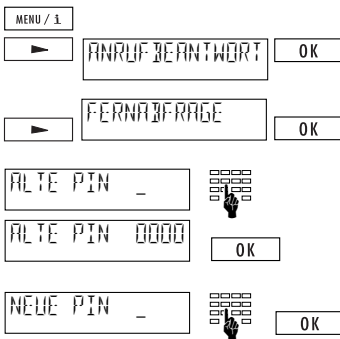 MENU / i
ANRUFBEANTWORT OK
FERNABFRAGE
OK
ALTE PIN _
ALTE PIN 0000
OK
NEUE PIN _
OK